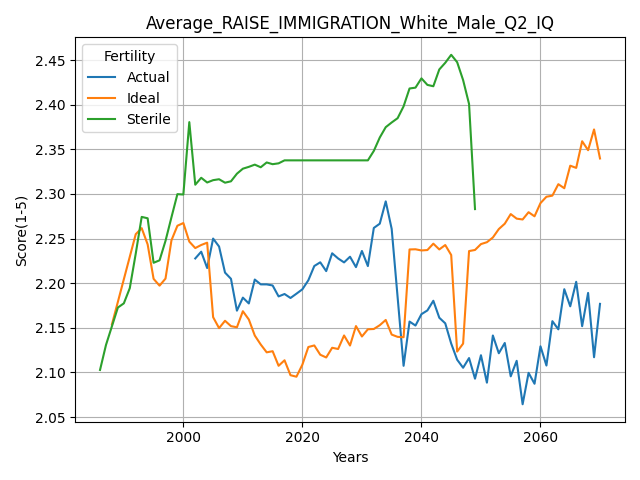 Average_RAISE_IMMIGRATION_White_Male_Q2_IQ
Fertility
Actual
Ideal
Sterile
Score(1-5)
2.45
2.40
2.35
2.30
2.25
2.20
2.15
2.10
2.05
2000
2020
2040
2060
Years